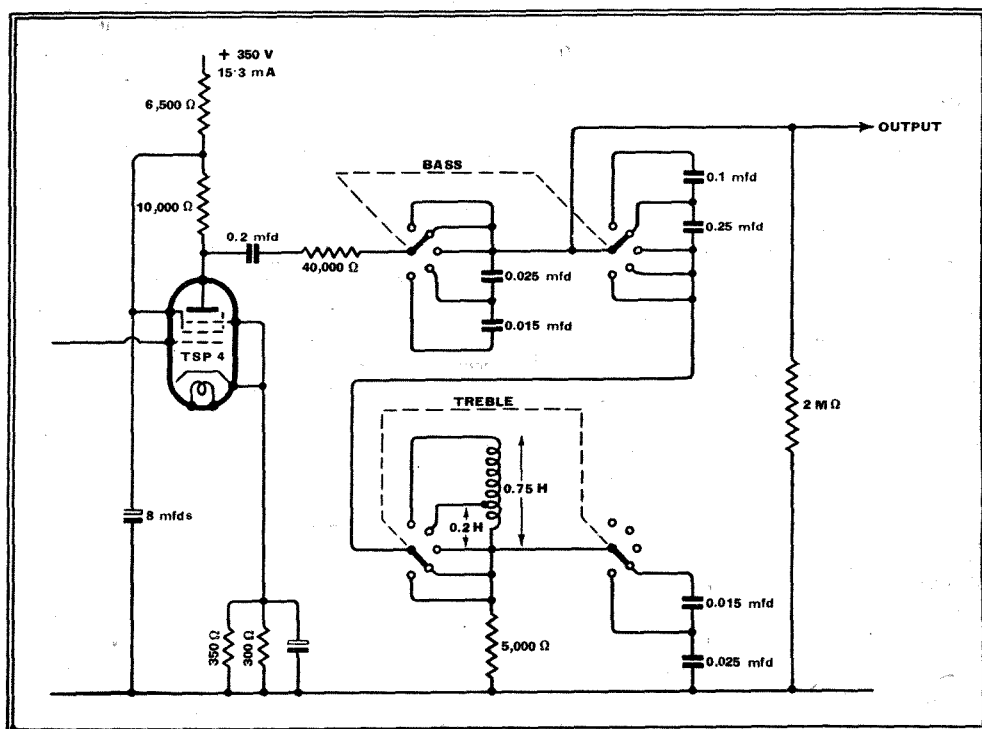 + 350 V
15·3 mA
6,500 Ω
10,000 Ω
0.2 mfd
40,000 Ω
BASS
0.025 mfd
0.015 mfd
0.1 mfd
0.25 mfd
OUTPUT
TSP 4
8 mfds
350 Ω
300 Ω
TREBLE
0.75 H
0.2 H
5,000 Ω
0.015 mfd
0.025 mfd
2 M Ω